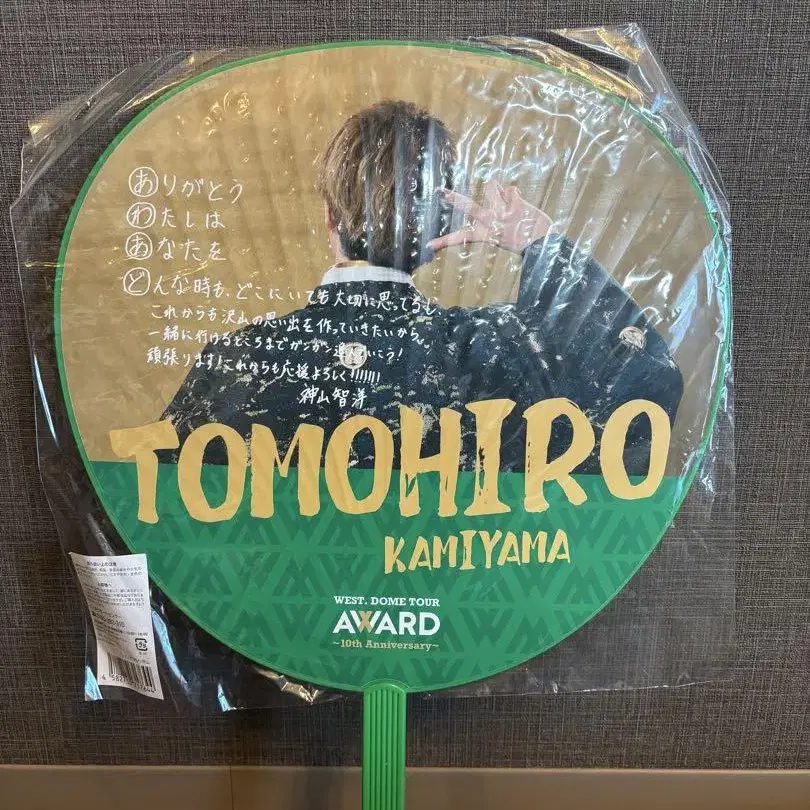 ありがとう
わたしは
あなたを
どんな時も、どこにいても大切に思ってるし、
これからも沢山の思い出を作っていきたいから、
一緒に行けるところまでガンガン進んでいこう!
頑張ります!これからも応援よろしく!!!!!!!
神山智洋
TOMOHIRO
KAMIYAMA
WEST. DOME TOUR
AWARD
~10th Anniversary~